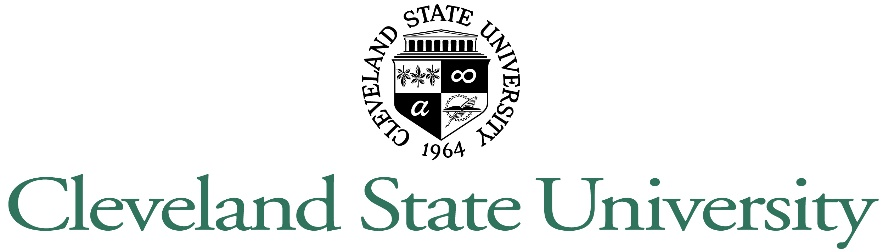 CLEVELAND STATE UNIVERSITY
∞
a
1964
Cleveland State University